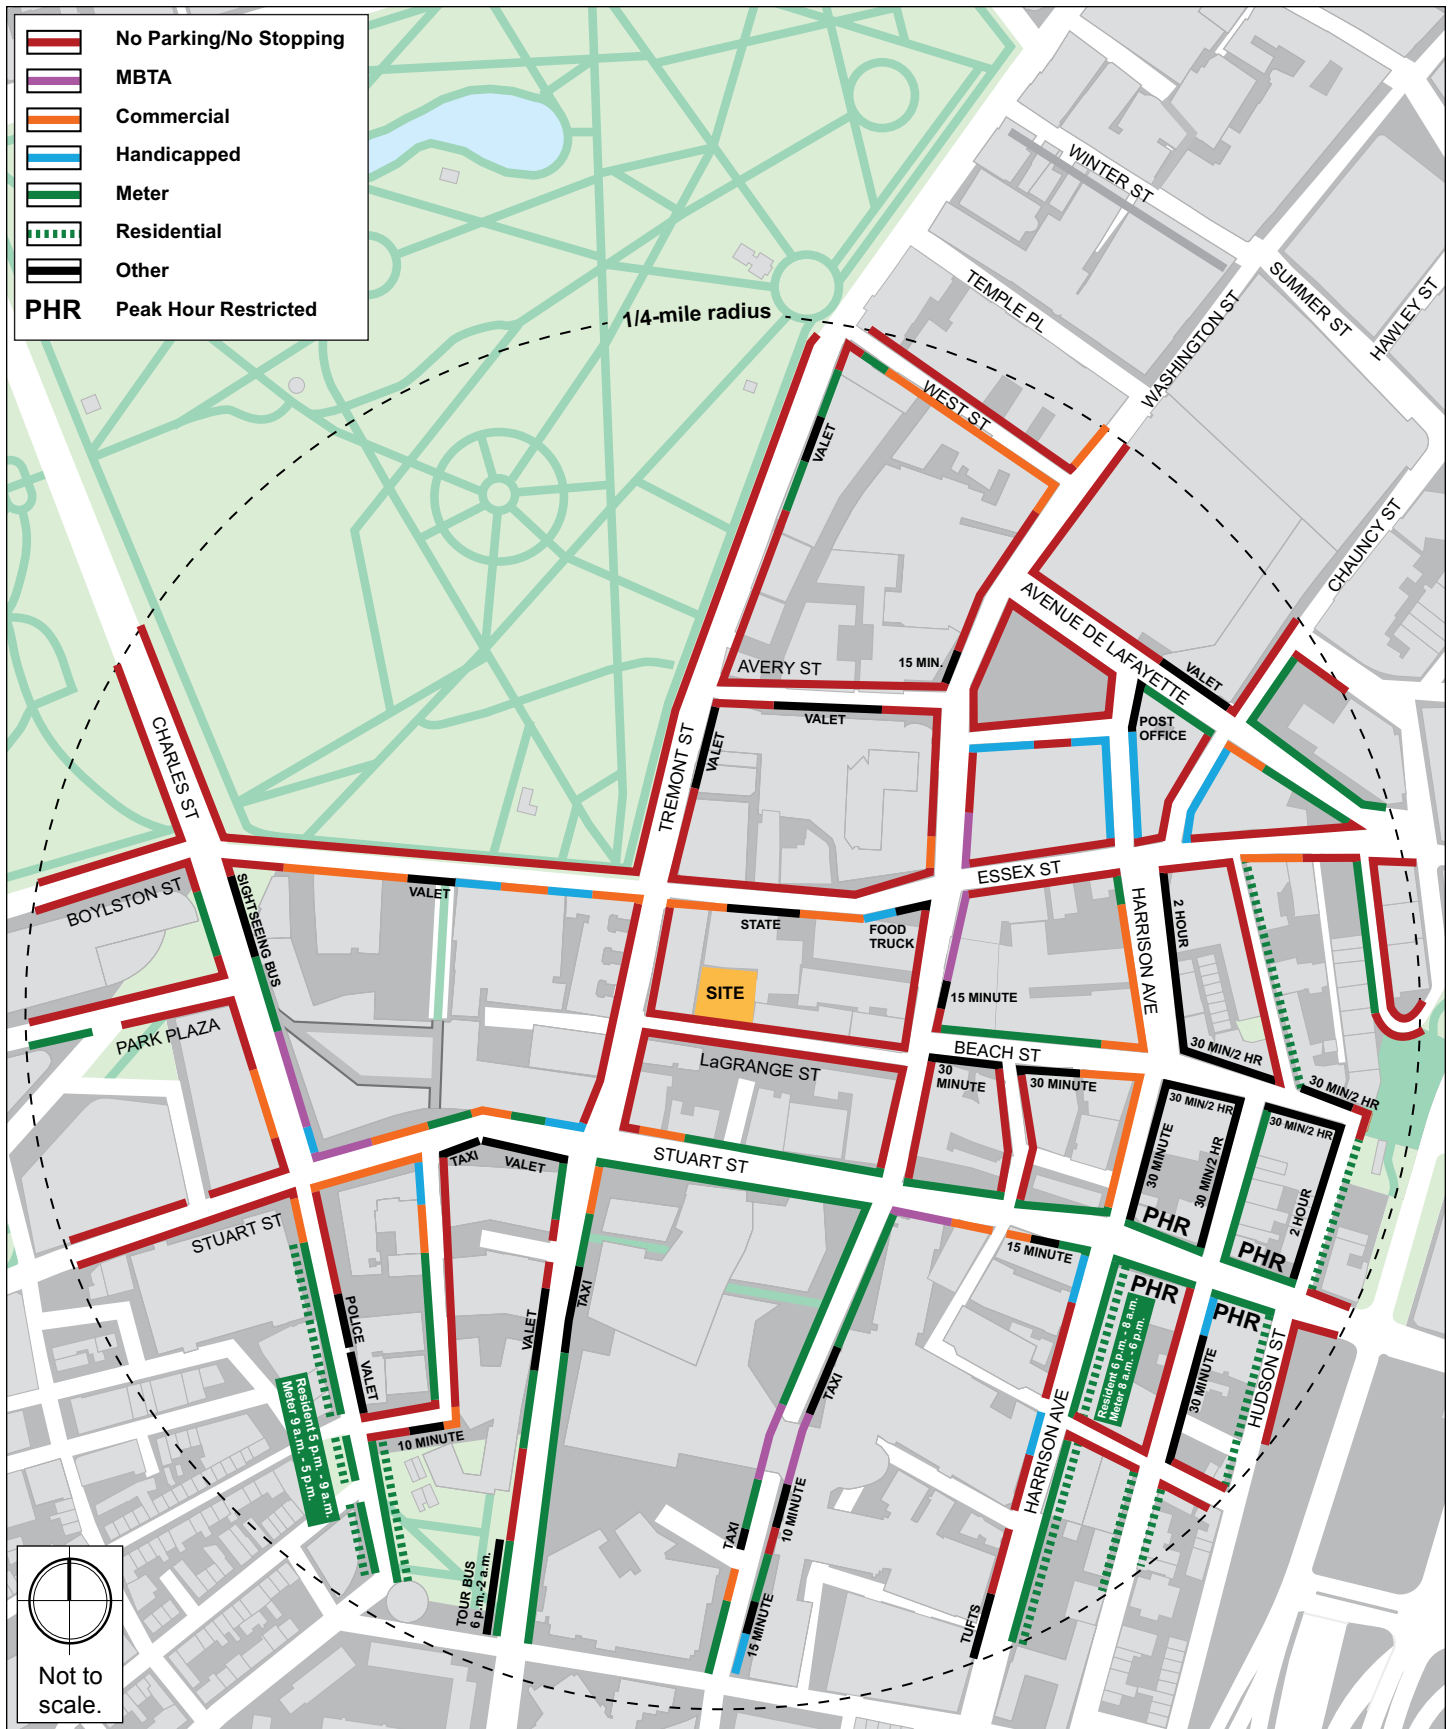 No Parking/No Stopping
MBTA
Commercial
Handicapped
Meter
Residential
Other
PHR Peak Hour Restricted
1/4-mile radius
WINTER ST
TEMPLE PL
SUMMER ST
HAWLEY ST
WASHINGTON ST
WEST ST
VALET
CHAUNCY ST
AVENUE DE LAFAYETTE
AVERY ST
15 MIN.
VALET
POST
OFFICE
VALET
VALET
TREMONT ST
CHARLES ST
BOYLSTON ST
SIGHTSEEING BUS
VALET
STATE
FOOD
TRUCK
ESSEX ST
HARRISON AVE
2 HOUR
SITE
15 MINUTE
PARK PLAZA
LaGRANGE ST
BEACH ST
30
MINUTE
30 MINUTE
30 MIN/2 HR
30 MIN/2 HR
30 MIN/2 HR
30 MIN/2 HR
30 MINUTE
30 MIN/2 HR
2 HOUR
PHR
PHR
STUART ST
TAXI
VALET
STUART ST
15 MINUTE
PHR
PHR
POLICE
VALET
VALET
TAXI
TAXI
Resident 6 p.m. - 8 a.m.
Meter 8 a.m. - 6 p.m.
30 MINUTE
HUDSON ST
HARRISON AVE
Resident 5 p.m. - 9 a.m.
Meter 9 a.m. - 5 p.m.
10 MINUTE
10 MINUTE
TAXI
TOUR BUS
6 p.m.-2 a.m.
15 MINUTE
TUFTS
Not to
scale.